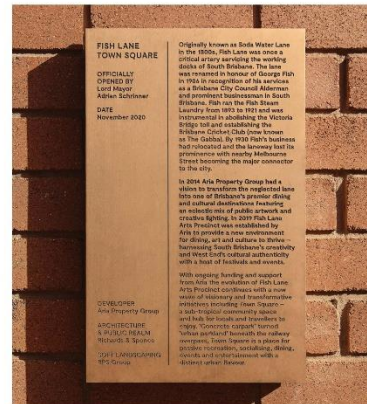 FISH LANE
TOWN SQUARE
OFFICIALLY
OPENED BY
Lord Mayor
Adrian Schrinner
DATE
November 2020
DEVELOPER
Aria Property Group
ARCHITECTURE
& PUBLIC REALM
Richards & Spence
SOFT LANDSCAPING
RPS Group
Originally known as Soda Water Lane
in the 1800s, Fish Lane was once a
critical artery servicing the working
docks of South Brisbane. The lane
was renamed in honour of George Fish
in 1904 in recognition of his services
as a Brisbane City Council Alderman
and prominent businessman in South
Brisbane. Fish ran the Fish Steam
Laundry from 1893 to 1921 and was
instrumental in abolishing the Victoria
Bridge toll and establishing the
Brisbane Cricket Club (now known
as The Gabba). By 1930 Fish's business
had relocated and the laneway lost its
prominence with nearby Melbourne
Street becoming the major connector
to the city.
In 2014 Aria Property Group had a
vision to transform the neglected lane
into one of Brisbane's premier dining
and cultural destinations featuring
an eclectic mix of public artwork and
creative lighting. In 2017 Fish Lane
Arts Precinct was established by
Aria to provide a new environment
for dining, art and culture to thrive –
harnessing South Brisbane's creativity
and West End's cultural authenticity
with a host of festivals and events.
With ongoing funding and support
from Aria the evolution of Fish Lane
Arts Precinct continues with a new
wave of visionary and transformative
initiatives including Town Square –
a sub-tropical community space
and hub for locals and travellers to
enjoy. 'Concrete carpark' turned
'urban parkland' beneath the railway
overpass, Town Square is a place for
passive recreation, socialising, dining,
events and entertainment with a
distinct urban flavour.